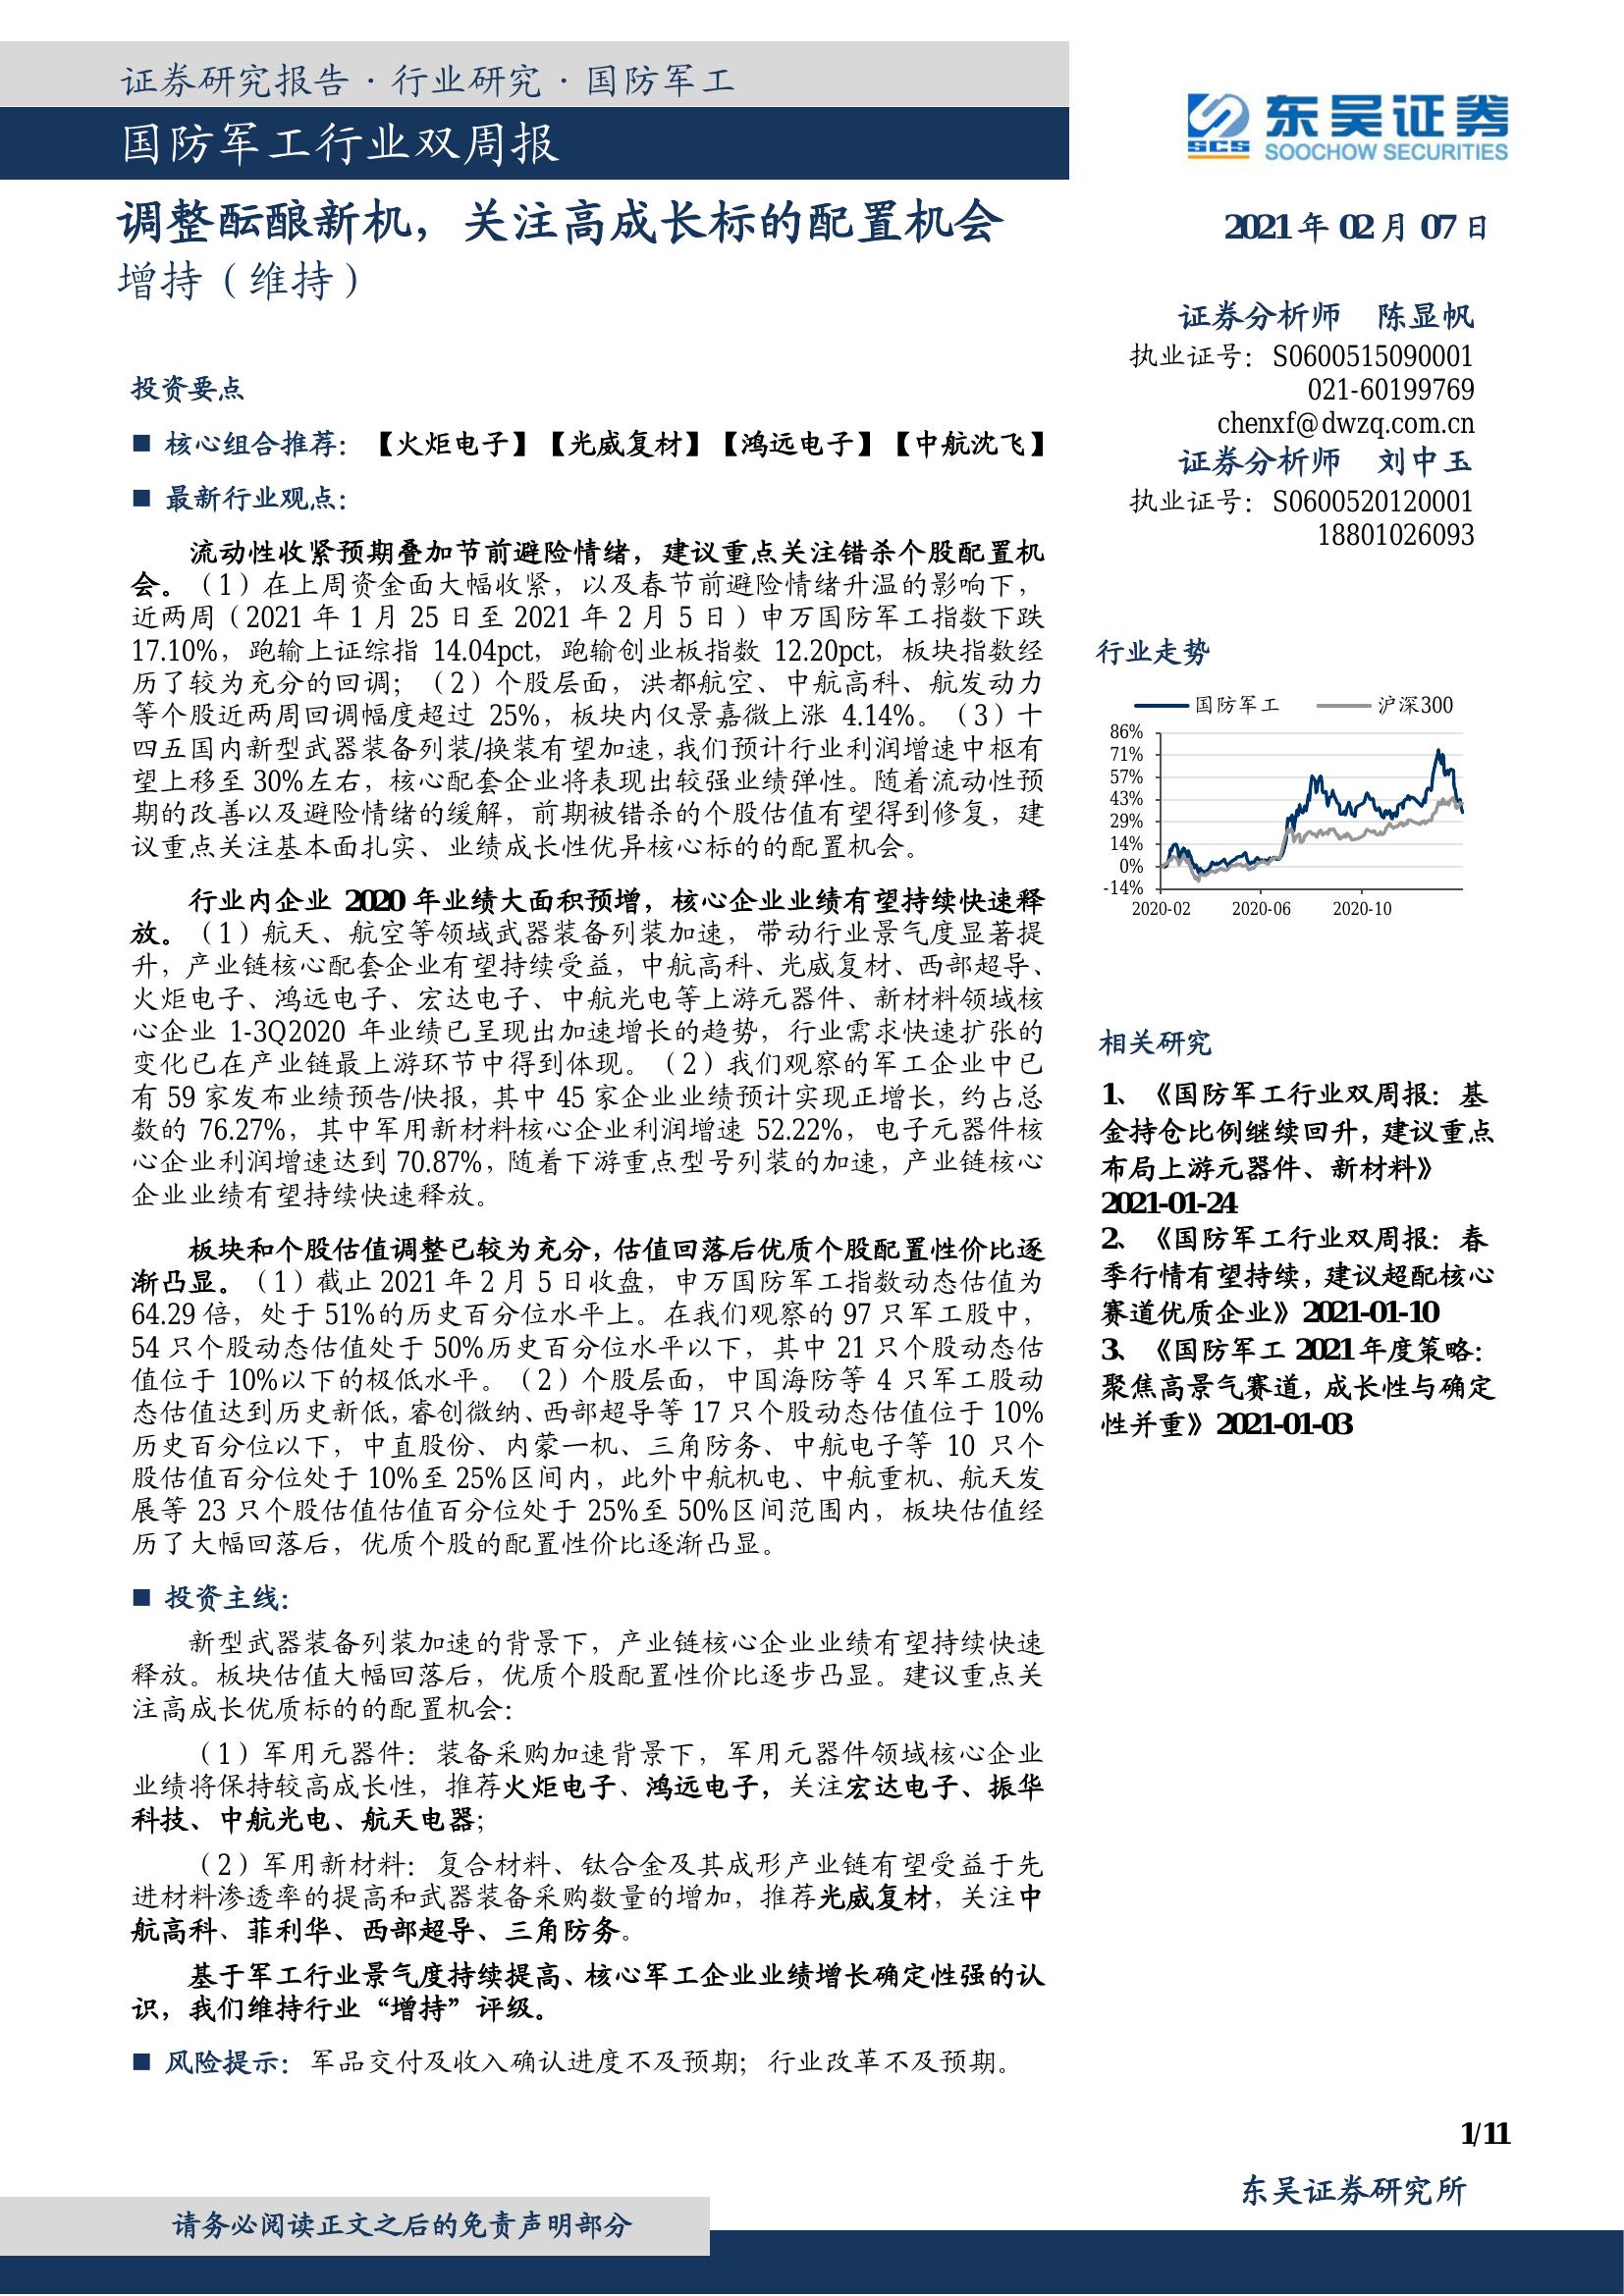 证券研究报告·行业研究·国防军工
国防军工行业双周报
东吴证券
SCS
SOOCHOW SECURITIES
调整酝酿新机，关注高成长标的配置机会
增持（维持）
2021 年 02 月 07 日
证券分析师 陈显帆
执业证号：S0600515090001
021-60199769
chenxf@dwzq.com.cn
证券分析师 刘中玉
执业证号：S0600520120001
18801026093
投资要点
■ 核心组合推荐：【火炬电子】【光威复材】【鸿远电子】【中航沈飞】
■ 最新行业观点：
流动性收紧预期叠加节前避险情绪，建议重点关注错杀个股配置机
会。（1）在上周资金面大幅收紧，以及春节前避险情绪升温的影响下，
近两周（2021 年 1 月 25 日至 2021 年 2 月 5 日）申万国防军工指数下跌
17.10%，跑输上证综指 14.04pct，跑输创业板指数 12.20pct，板块指数经
历了较为充分的回调；（2）个股层面，洪都航空、中航高科、航发动力
等个股近两周回调幅度超过 25%，板块内仅景嘉微上涨 4.14%。（3）十
四五国内新型武器装备列装/换装有望加速，我们预计行业利润增速中枢有
望上移至 30%左右，核心配套企业将表现出较强业绩弹性。随着流动性预
期的改善以及避险情绪的缓解，前期被错杀的个股估值有望得到修复，建
议重点关注基本面扎实、业绩成长性优异核心标的的配置机会。
行业内企业 2020 年业绩大面积预增，核心企业业绩有望持续快速释
放。（1）航天、航空等领域武器装备列装加速，带动行业景气度显著提
升，产业链核心配套企业有望持续受益，中航高科、光威复材、西部超导、
火炬电子、鸿远电子、宏达电子、中航光电等上游元器件、新材料领域核
心企业 1-3Q2020 年业绩已呈现出加速增长的趋势，行业需求快速扩张的
变化已在产业链最上游环节中得到体现。（2）我们观察的军工企业中已
有 59 家发布业绩预告/快报，其中 45 家企业业绩预计实现正增长，约占总
数的 76.27%，其中军用新材料核心企业利润增速 52.22%，电子元器件核
心企业利润增速达到 70.87%，随着下游重点型号列装的加速，产业链核心
企业业绩有望持续快速释放。
板块和个股估值调整已较为充分，估值回落后优质个股配置性价比逐
渐凸显。（1）截止 2021 年 2 月 5 日收盘，申万国防军工指数动态估值为
64.29 倍，处于 51%的历史百分位水平上。在我们观察的 97 只军工股中，
54 只个股动态估值处于 50%历史百分位水平以下，其中 21 只个股动态估
值位于 10%以下的极低水平。（2）个股层面，中国海防等 4 只军工股动
态估值达到历史新低，睿创微纳、西部超导等 17 只个股动态估值位于 10%
历史百分位以下，中直股份、内蒙一机、三角防务、中航电子等 10 只个
股估值百分位处于 10%至 25%区间内，此外中航机电、中航重机、航天发
展等 23 只个股估值估值百分位处于 25%至 50%区间范围内，板块估值经
历了大幅回落后，优质个股的配置性价比逐渐凸显。
■ 投资主线：
新型武器装备列装加速的背景下，产业链核心企业业绩有望持续快速
释放。板块估值大幅回落后，优质个股配置性价比逐步凸显。建议重点关
注高成长优质标的的配置机会：
（1）军用元器件：装备采购加速背景下，军用元器件领域核心企业
业绩将保持较高成长性，推荐火炬电子、鸿远电子，关注宏达电子、振华
科技、中航光电、航天电器；
（2）军用新材料：复合材料、钛合金及其成形产业链有望受益于先
进材料渗透率的提高和武器装备采购数量的增加，推荐光威复材，关注中
航高科、菲利华、西部超导、三角防务。
基于军工行业景气度持续提高、核心军工企业业绩增长确定性强的认
识，我们维持行业“增持”评级。
■ 风险提示：军品交付及收入确认进度不及预期；行业改革不及预期。
行业走势
国防军工 沪深300
86%
71%
57%
43%
29%
14%
0%
-14%
2020-02 2020-06 2020-10
相关研究
1、《国防军工行业双周报：基
金持仓比例继续回升，建议重点
布局上游元器件、新材料》
2021-01-24
2、《国防军工行业双周报：春
季行情有望持续，建议超配核心
赛道优质企业》2021-01-10
3、《国防军工 2021 年度策略：
聚焦高景气赛道，成长性与确定
性并重》2021-01-03
1/11
东吴证券研究所
请务必阅读正文之后的免责声明部分